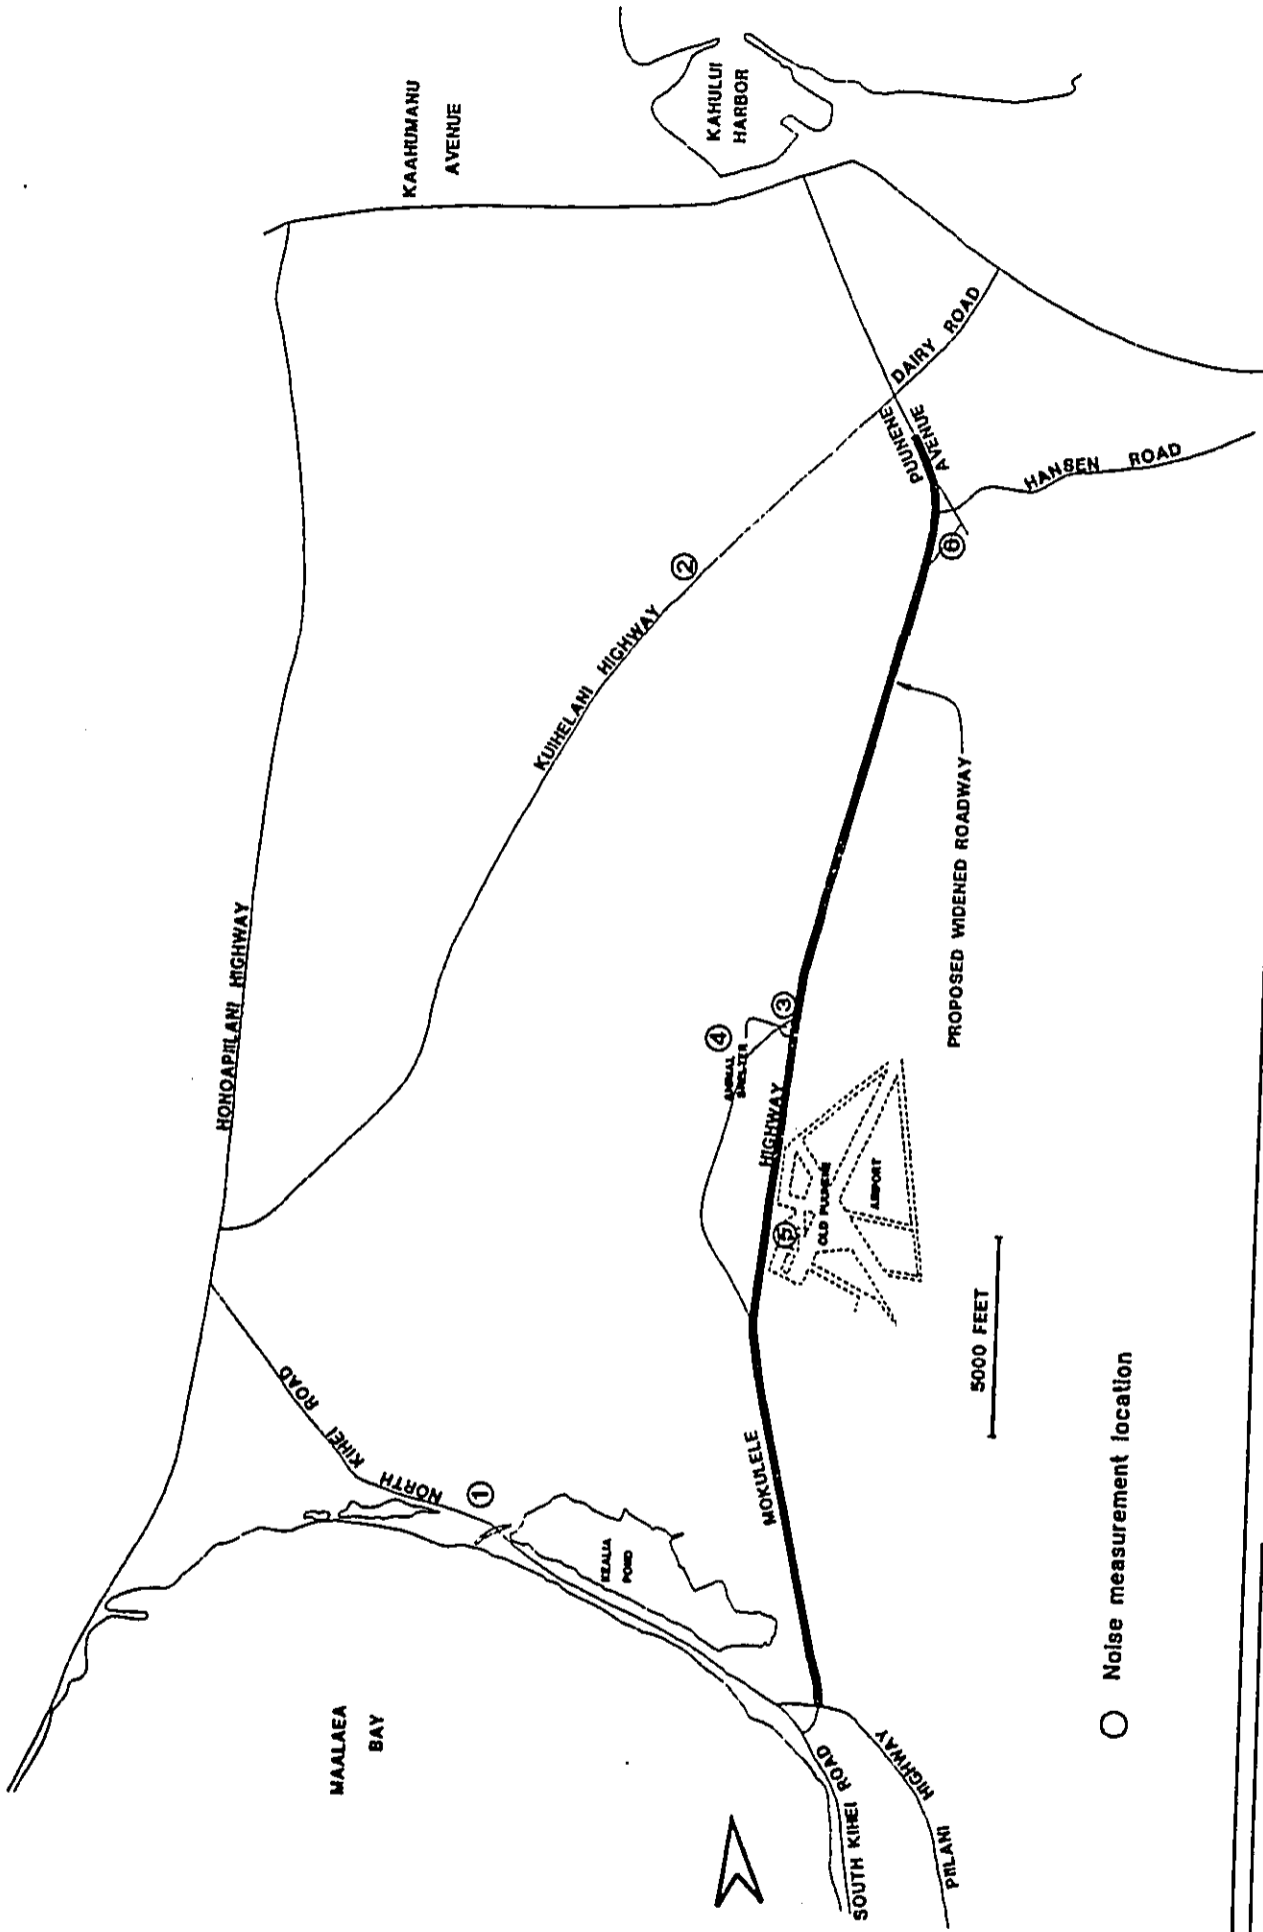 KAAHUMANU
AVENUE
KAHULUI
HARBOR
HONOAPIILANI HIGHWAY
KUIHELANI HIGHWAY
②
PUUNENE
AVENUE
DAIRY ROAD
HANSEN ROAD
⑥
PROPOSED WIDENED ROADWAY
③
④
ANIMAL
SHELTER
HIGHWAY
⑤
OLD PUUNENE
AIRPORT
NORTH KIHEI ROAD
①
KEALIA
POND
MOKULELE
MAALAEA
BAY
SOUTH KIHEI ROAD
PIILANI HIGHWAY
5000 FEET
○ Noise measurement location